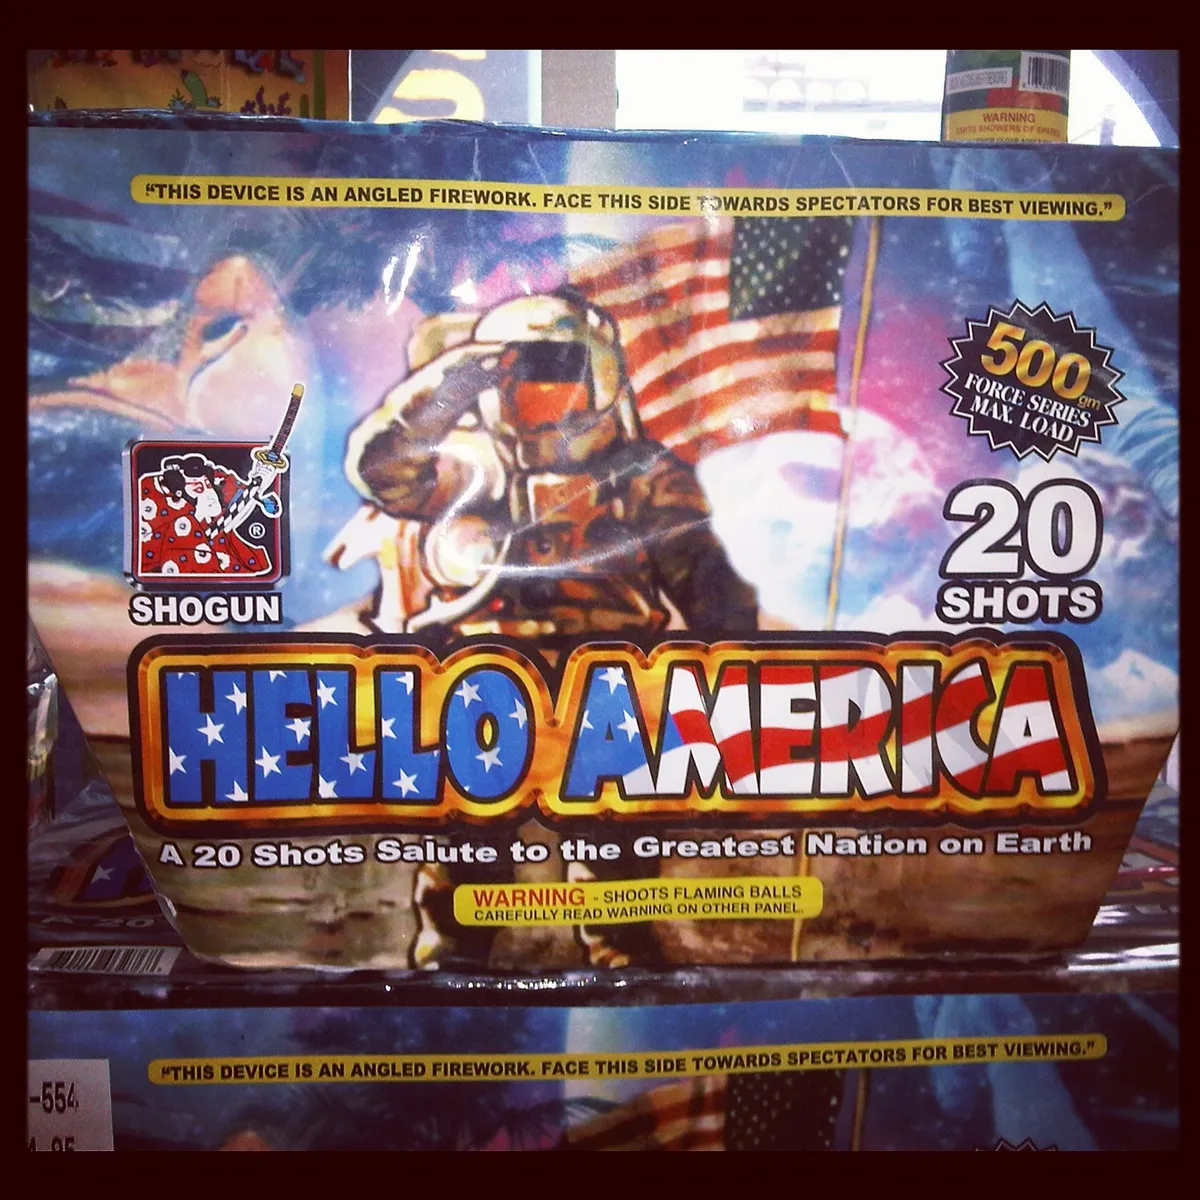 WARNING
"THIS DEVICE IS AN ANGLED FIREWORK. FACE THIS SIDE TOWARDS SPECTATORS FOR BEST VIEWING."
500 gm
FORCE SERIES
MAX. LOAD
20
SHOTS
®
SHOGUN
HELLO AMERICA
A 20 Shots Salute to the Greatest Nation on Earth
WARNING - SHOOTS FLAMING BALLS
CAREFULLY READ WARNING ON OTHER PANEL.
"THIS DEVICE IS AN ANGLED FIREWORK. FACE THIS SIDE TOWARDS SPECTATORS FOR BEST VIEWING."
-554